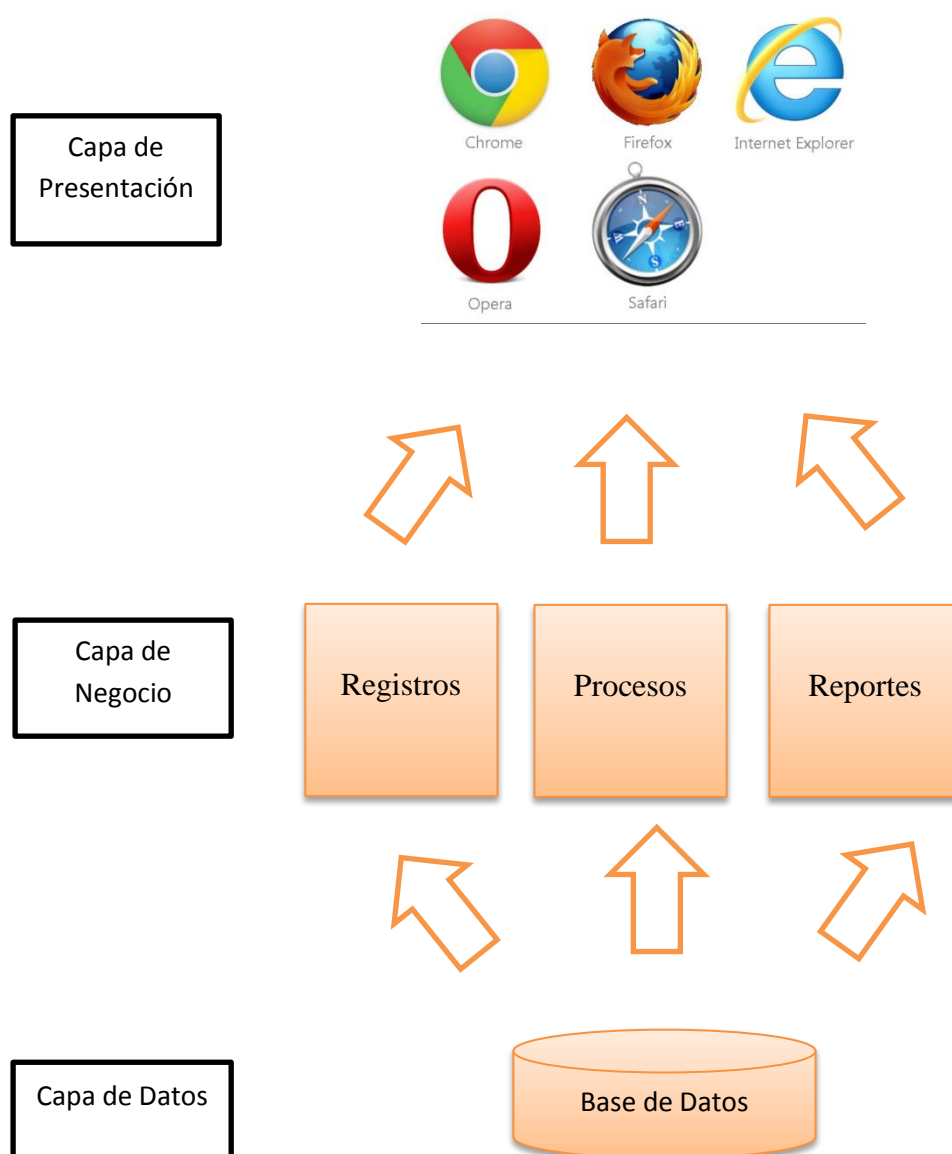 Capa de
Presentación
Chrome
Firefox
Internet Explorer
Opera
Safari
Capa de
Negocio
Registros
Procesos
Reportes
Capa de Datos
Base de Datos